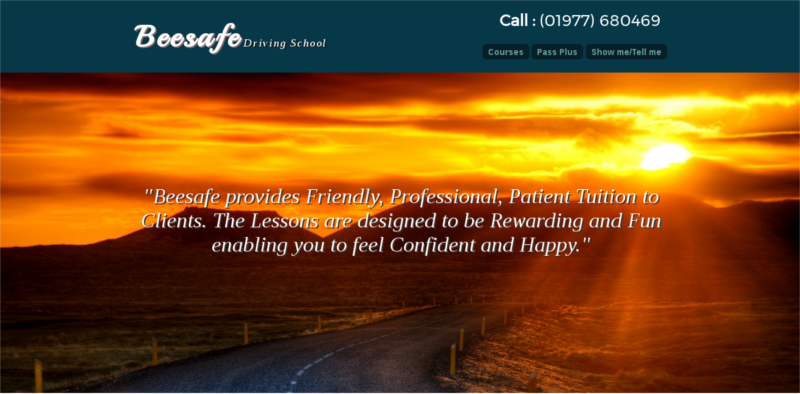 Beesafe Driving School
Call : (01977) 680469
Courses
Pass Plus
Show me/Tell me
"Beesafe provides Friendly, Professional, Patient Tuition to
Clients. The Lessons are designed to be Rewarding and Fun
enabling you to feel Confident and Happy."